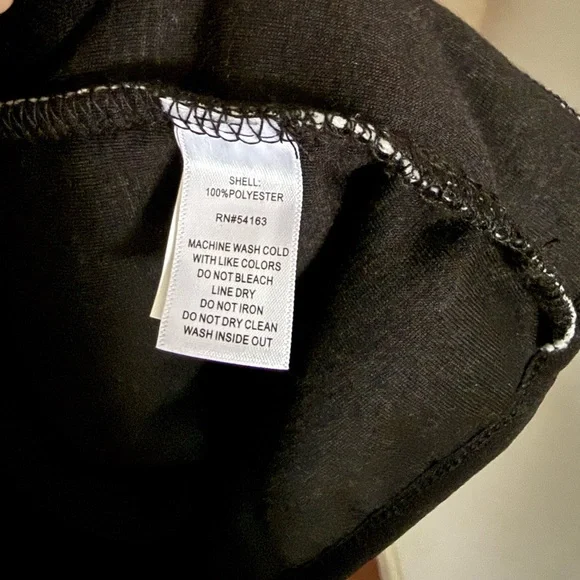 SHELL:
100%POLYESTER
RN#54163
MACHINE WASH COLD
WITH LIKE COLORS
DO NOT BLEACH
LINE DRY
DO NOT IRON
DO NOT DRY CLEAN
WASH INSIDE OUT